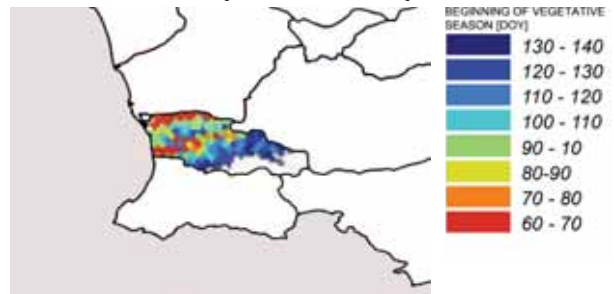 BEGINNING OF VEGETATIVE
SEASON [DOY]
130 - 140
120 - 130
110 - 120
100 - 110
90 - 10
80-90
70 - 80
60 - 70